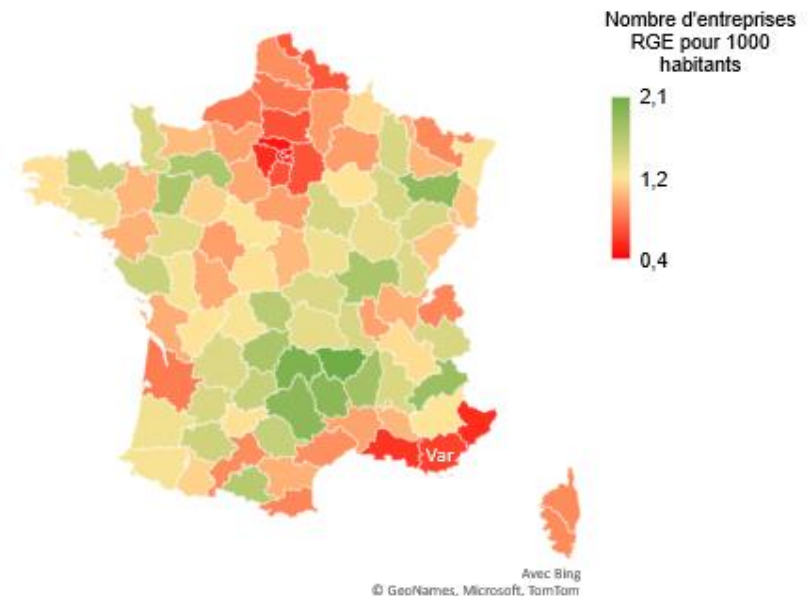 Nombre d'entreprises
RGE pour 1000
habitants
2,1
1,2
0,4
Var
Avec Bing
© GeoNames, Microsoft, TomTom